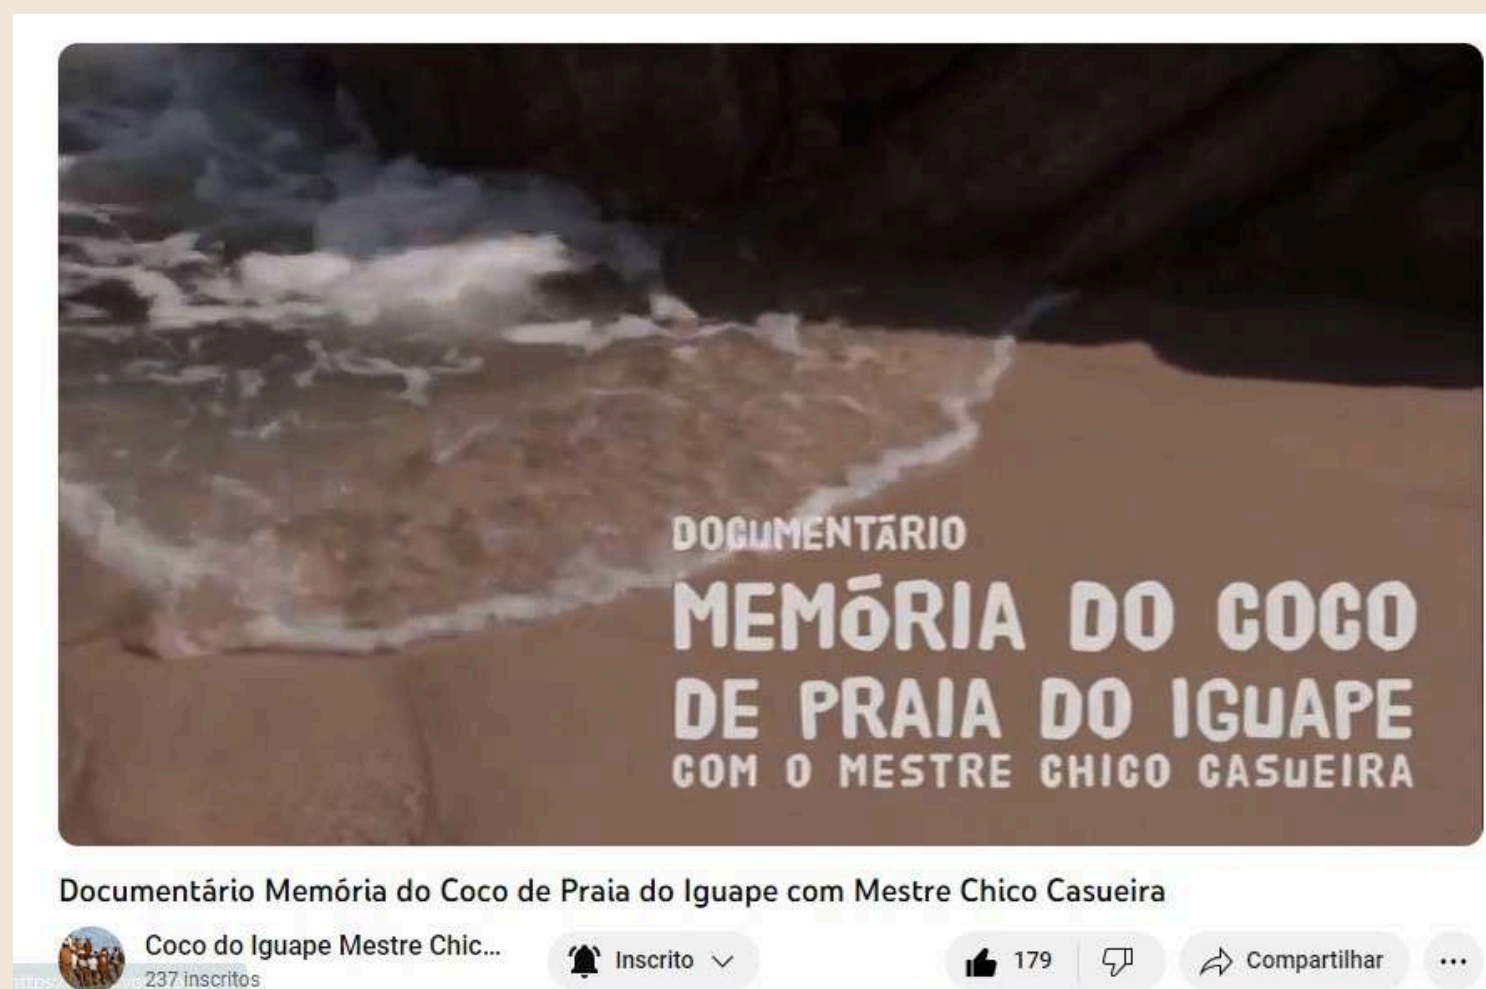 DOCUMENTÁRIO
MEMÓRIA DO COCO
DE PRAIA DO IGUAPE
COM O MESTRE CHICO CASUEIRA
Documentário Memória do Coco de Praia do Iguape com Mestre Chico Casueira
Coco do Iguape Mestre Chic...
Inscrito
179
Compartilhar
237 inscritos